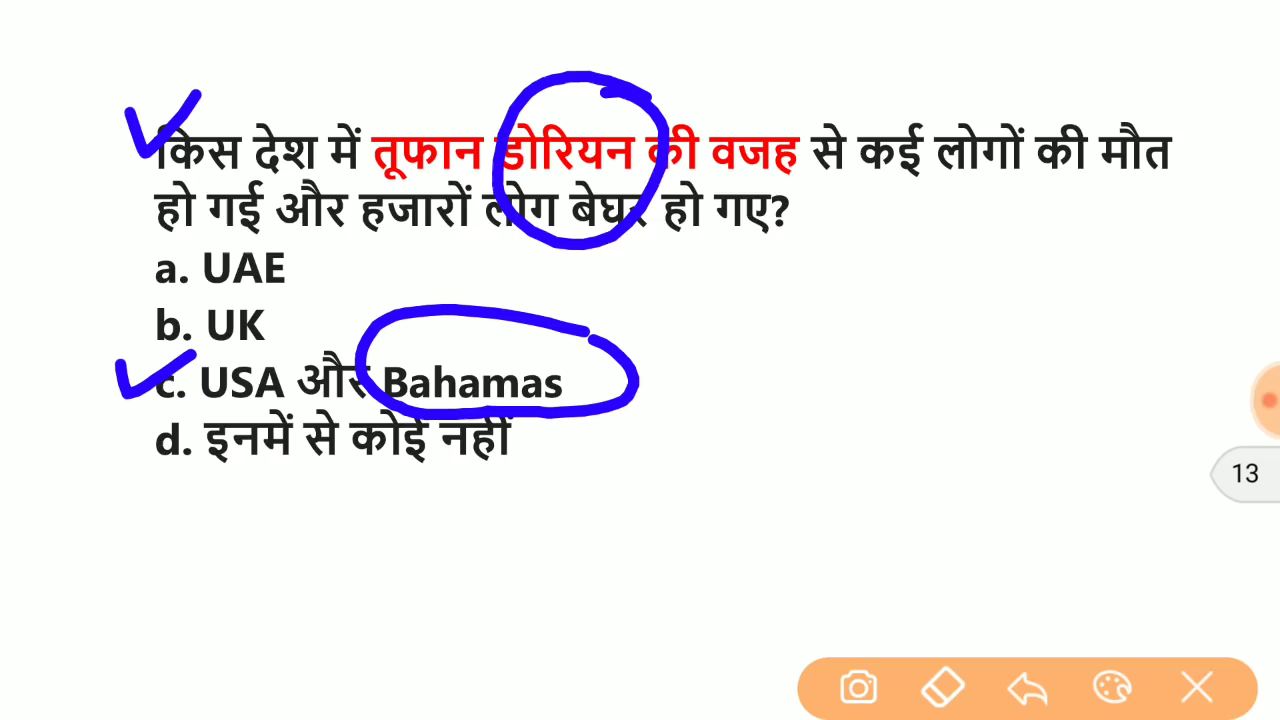 किस देश में तूफान डोरियन की वजह से कई लोगों की मौत
हो गई और हजारों लोग बेघर हो गए?
a. UAE
b. UK
c. USA और Bahamas
d. इनमें से कोई नहीं
13